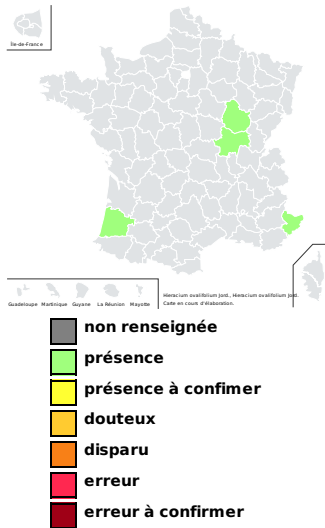 Île-de-France
Guadeloupe Martinique Guyane La Réunion Mayotte
Hieracium ovalifolium Jord., Hieracium ovalifolium Jord.
Carte en cours d'élaboration.
non renseignée
présence
présence à confimer
douteux
disparu
erreur
erreur à confirmer